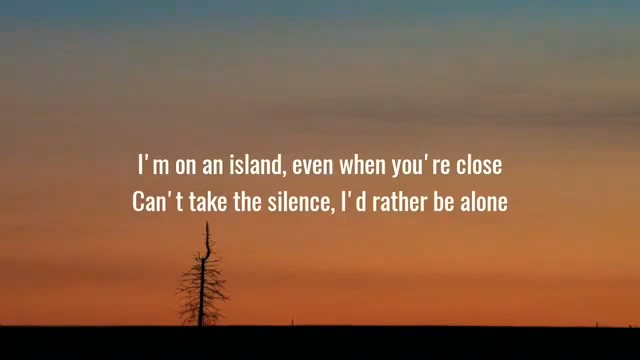 I'm on an island, even when you're close
Can't take the silence, I'd rather be alone